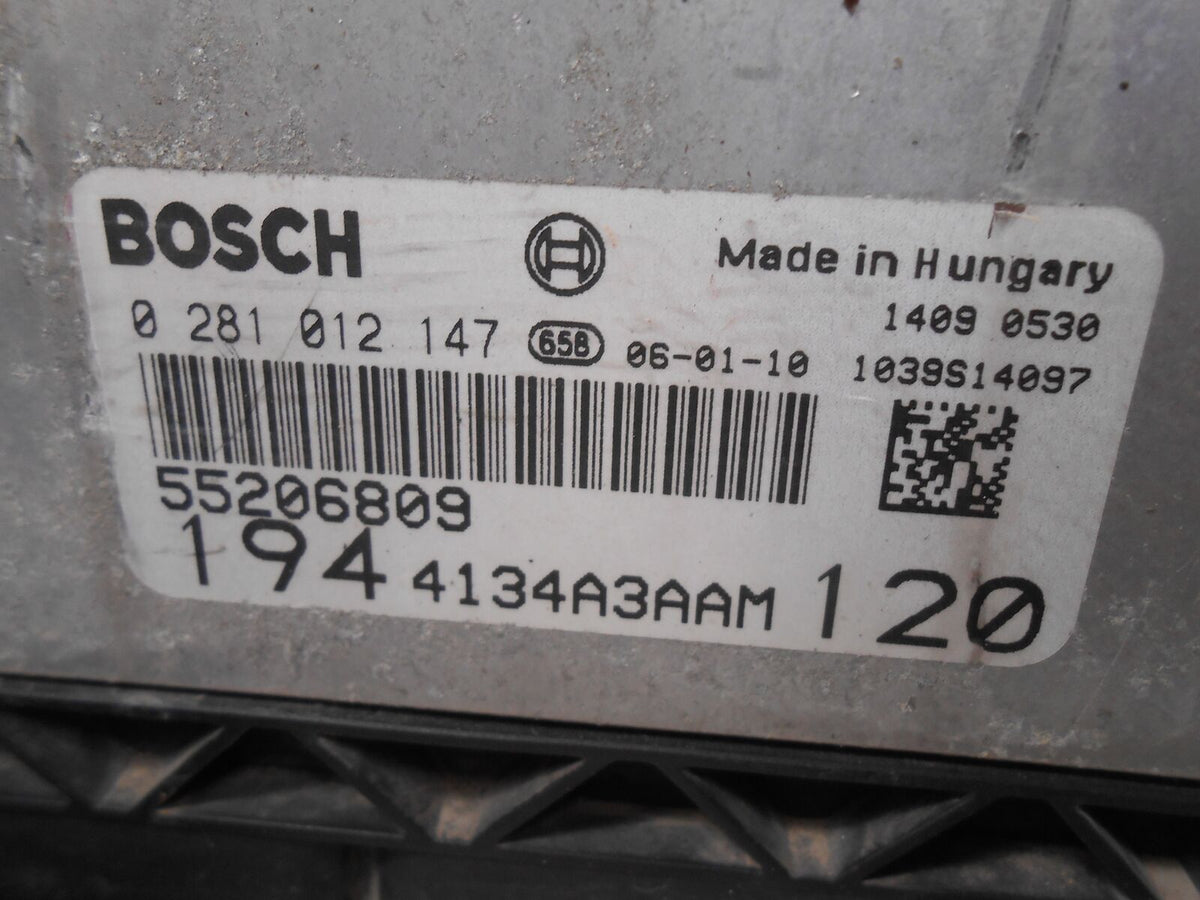 BOSCH
Made in Hungary
0 281 012 147 658 06-01-10
1409 0530
1039S14097
55206809
194 4134A3AAM 120